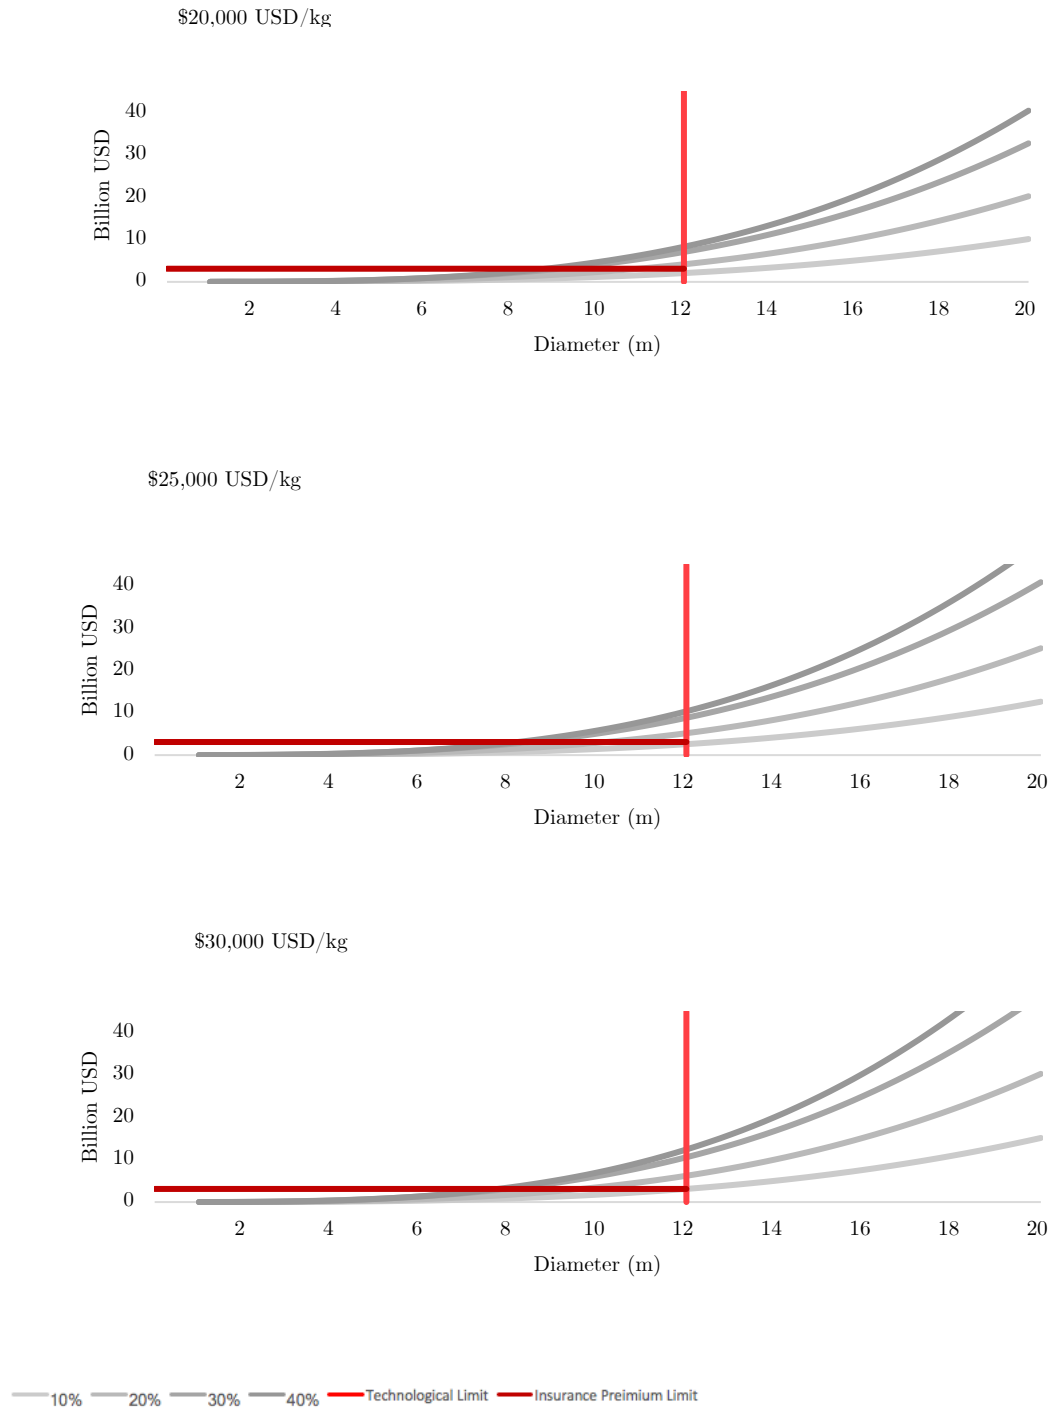 $20,000 USD/kg
Billion USD
40
30
20
10
0
2 4 6 8 10 12 14 16 18 20
Diameter (m)
$25,000 USD/kg
Billion USD
40
30
20
10
0
2 4 6 8 10 12 14 16 18 20
Diameter (m)
$30,000 USD/kg
Billion USD
40
30
20
10
0
2 4 6 8 10 12 14 16 18 20
Diameter (m)
10% 20% 30% 40% Technological Limit Insurance Preimium Limit